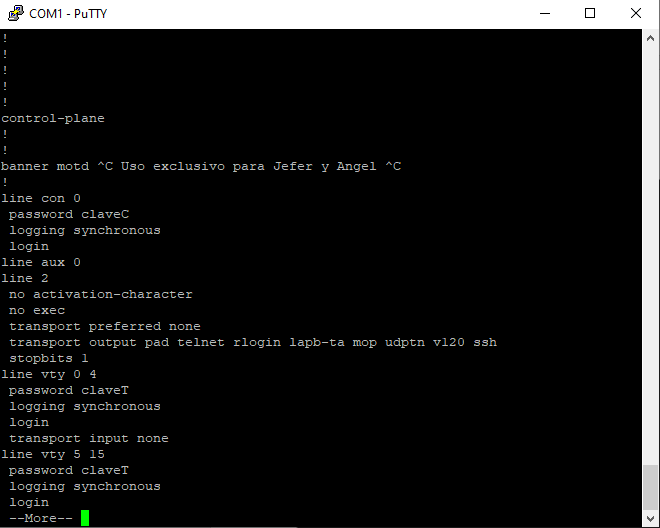 COM1 - PuTTY
!
!
!
!
!
control-plane
!
!
banner motd ^C Uso exclusivo para Jefer y Angel ^C
!
line con 0
 password claveC
 logging synchronous
 login
line aux 0
line 2
 no activation-character
 no exec
 transport preferred none
 transport output pad telnet rlogin lapb-ta mop udptn v120 ssh
 stopbits 1
line vty 0 4
 password claveT
 logging synchronous
 login
 transport input none
line vty 5 15
 password claveT
 logging synchronous
 login
 --More--